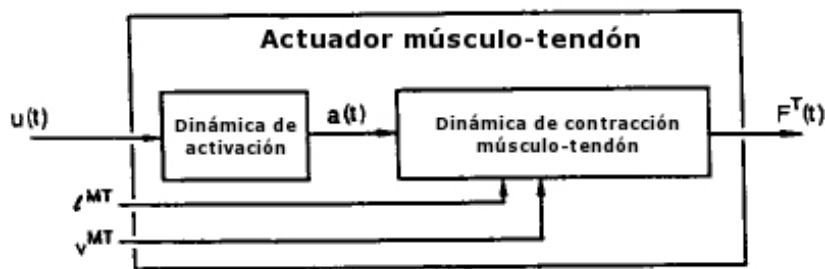 Actuador músculo-tendón
u(t)
Dinámica de
activación
a(t)
Dinámica de contracción
músculo-tendón
F^T(t)
ℓ^MT
v^MT